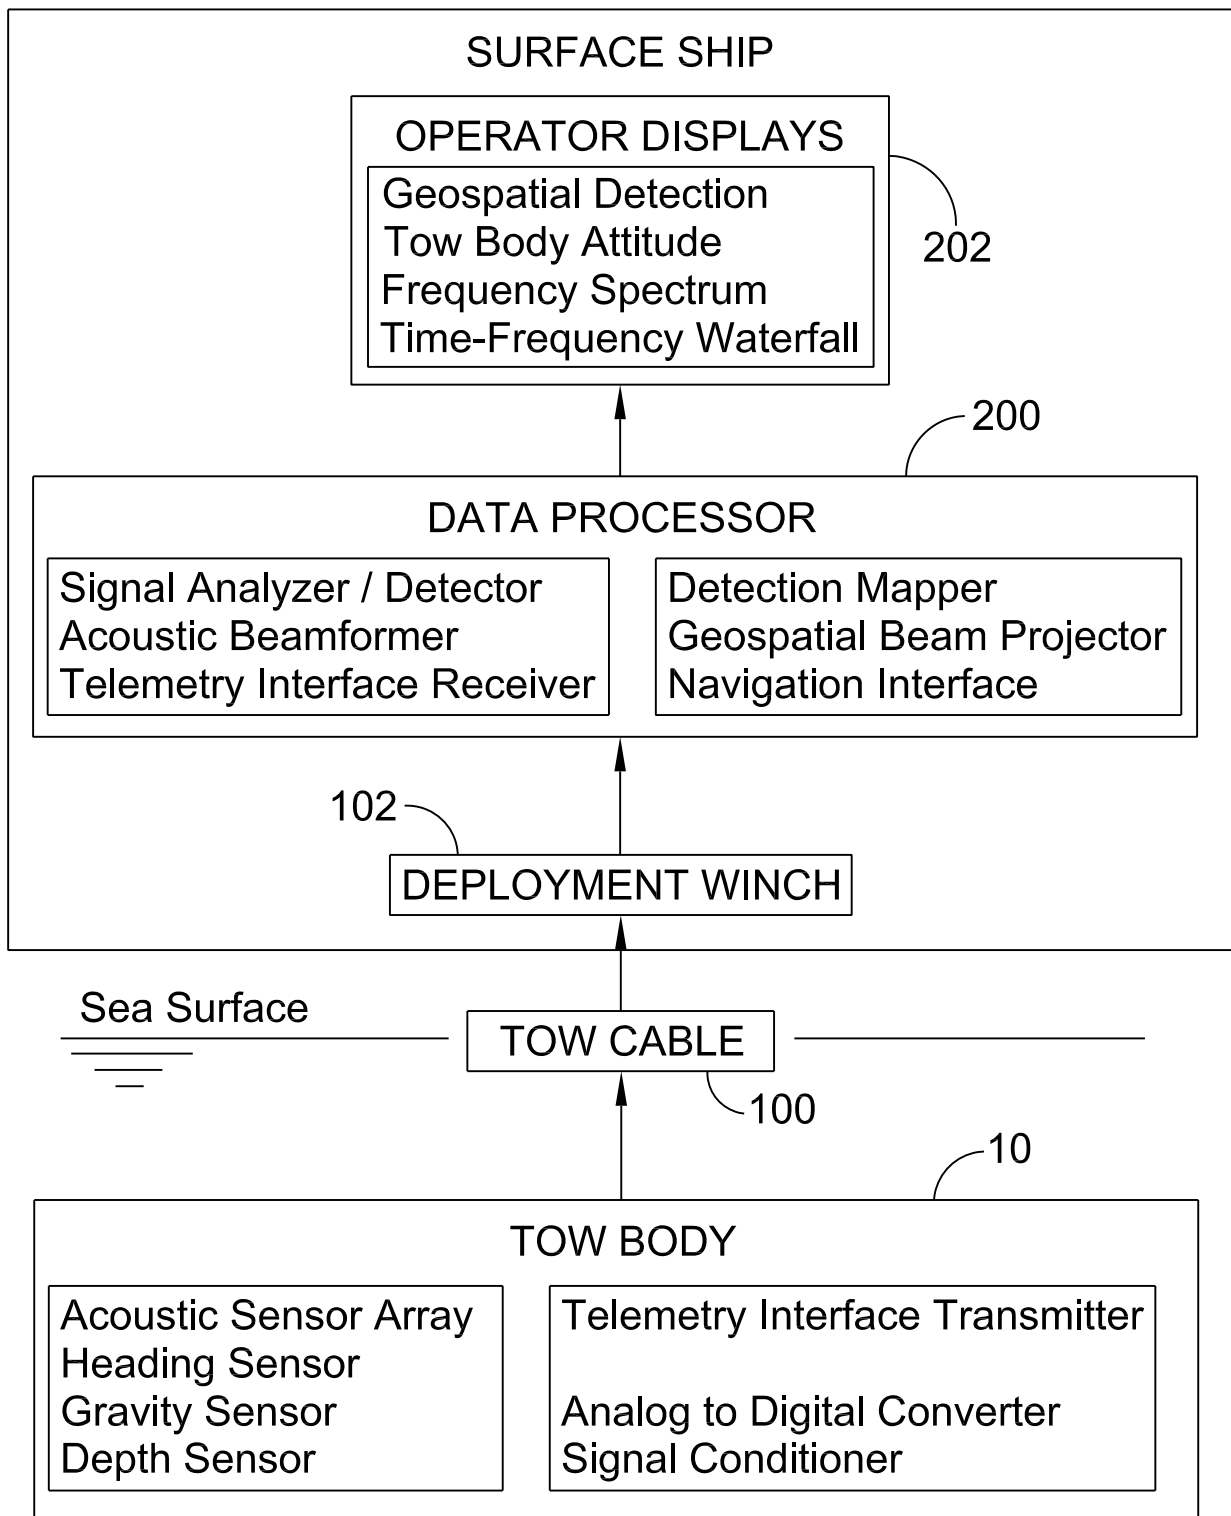 SURFACE SHIP
OPERATOR DISPLAYS
Geospatial Detection
Tow Body Attitude
Frequency Spectrum
Time-Frequency Waterfall
202
200
DATA PROCESSOR
Signal Analyzer / Detector
Acoustic Beamformer
Telemetry Interface Receiver
Detection Mapper
Geospatial Beam Projector
Navigation Interface
102
DEPLOYMENT WINCH
Sea Surface
TOW CABLE
100
10
TOW BODY
Acoustic Sensor Array
Heading Sensor
Gravity Sensor
Depth Sensor
Telemetry Interface Transmitter
Analog to Digital Converter
Signal Conditioner